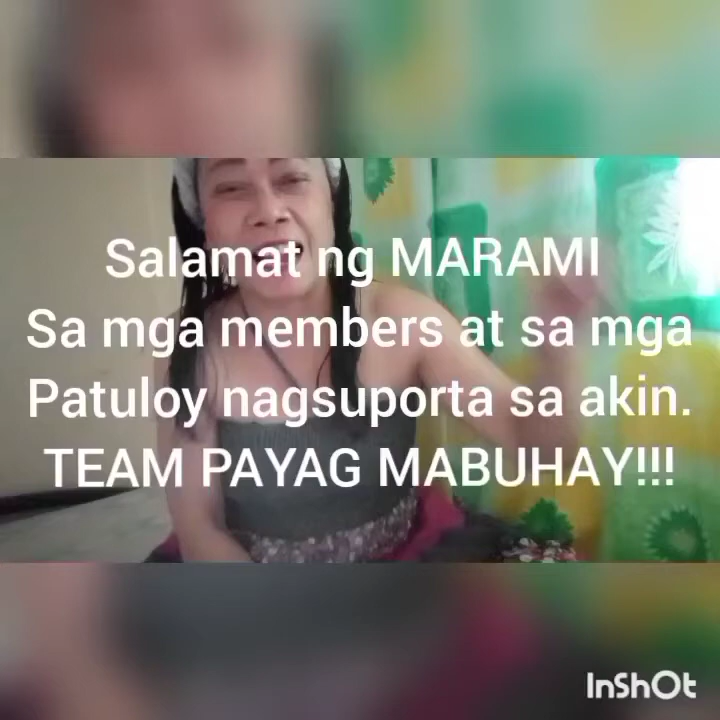 Salamat ng MARAMI
Sa mga members at sa mga
Patuloy nagsuporta sa akin.
TEAM PAYAG MABUHAY!!!
InShOt